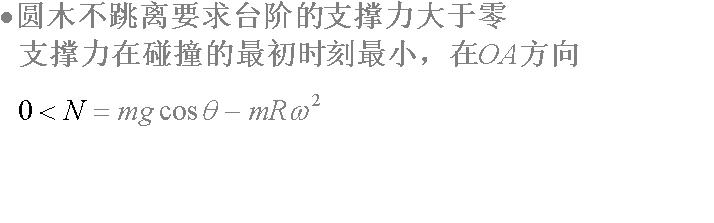 •圆木不跳离要求台阶的支撑力大于零
支撑力在碰撞的最初时刻最小，在OA方向
0 < N = mg cos θ − mRω²